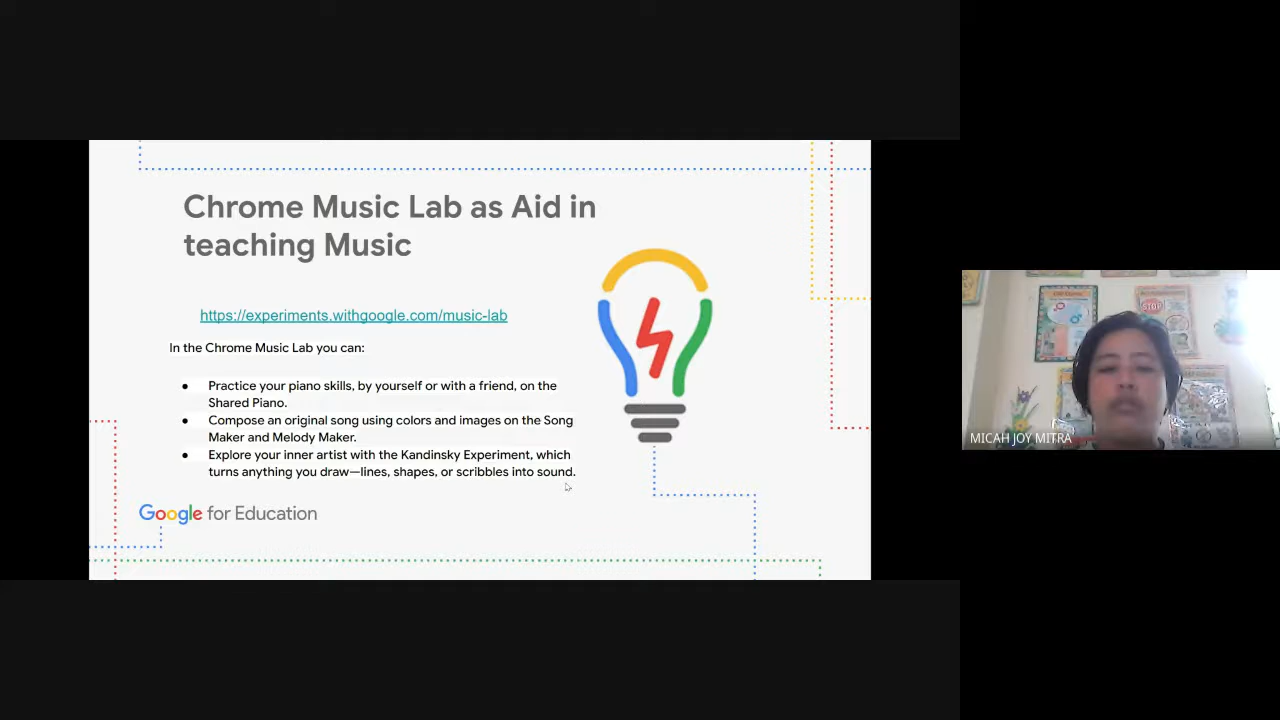 Chrome Music Lab as Aid in
teaching Music
https://experiments.withgoogle.com/music-lab
In the Chrome Music Lab you can:
● Practice your piano skills, by yourself or with a friend, on the
Shared Piano.
● Compose an original song using colors and images on the Song
Maker and Melody Maker.
● Explore your inner artist with the Kandinsky Experiment, which
turns anything you draw—lines, shapes, or scribbles into sound.
Google for Education
STOP
MICAH JOY MITRA